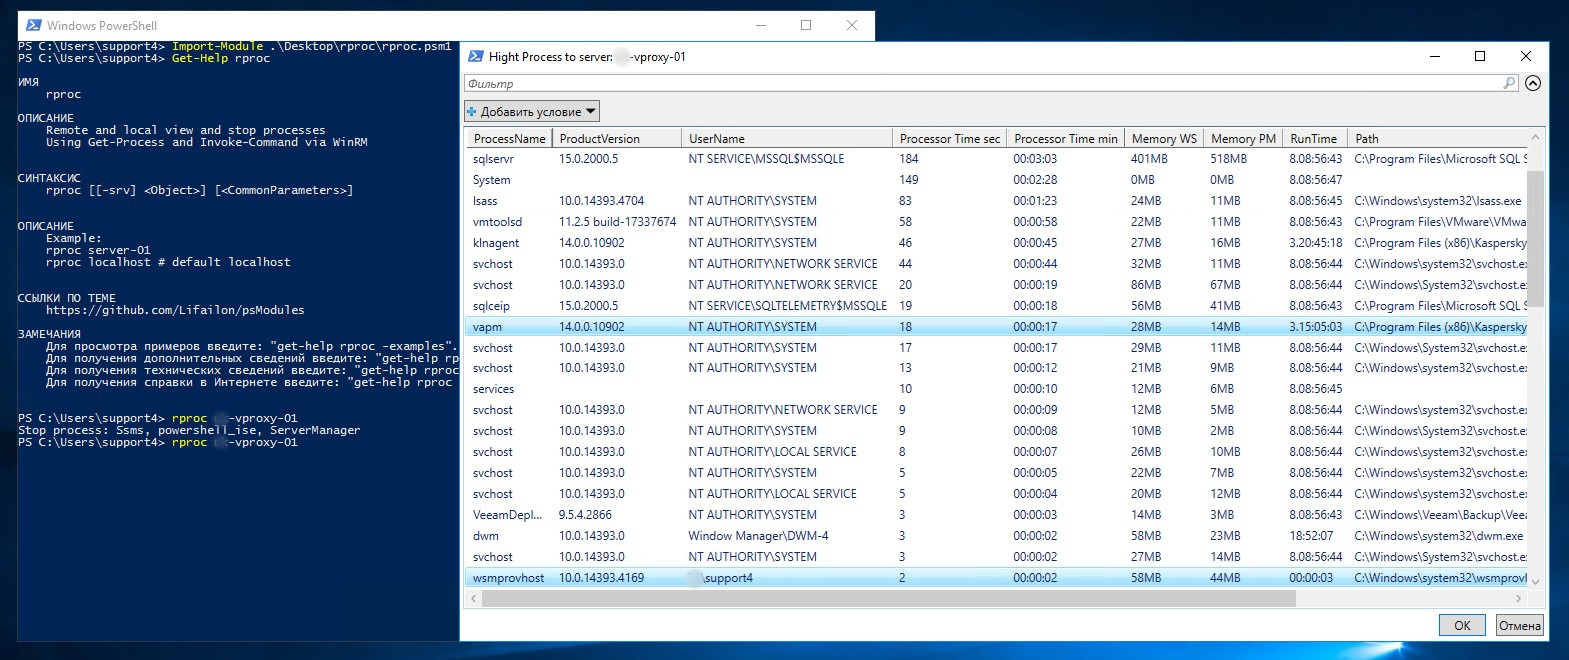 Windows PowerShell
PS C:\Users\support4> Import-Module .\Desktop\rproc\rproc.psm1
PS C:\Users\support4> Get-Help rproc
ИМЯ
rproc
ОПИСАНИЕ
Remote and local view and stop processes
Using Get-Process and Invoke-Command via WinRM
СИНТАКСИС
rproc [[-srv] <Object>] [<CommonParameters>]
ОПИСАНИЕ
Example:
rproc server-01
rproc localhost # default localhost
ССЫЛКИ ПО ТЕМЕ
https://github.com/Lifailon/psModules
ЗАМЕЧАНИЯ
Для просмотра примеров введите: "get-help rproc -examples".
Для получения дополнительных сведений введите: "get-help rp
Для получения технических сведений введите: "get-help rproc
Для получения справки в Интернете введите: "get-help rproc
PS C:\Users\support4> rproc -vproxy-01
Stop process: Ssms, powershell_ise, ServerManager
PS C:\Users\support4> rproc -vproxy-01
Hight Process to server: -vproxy-01
Фильтр
Добавить условие
ProcessName ProductVersion UserName Processor Time sec Processor Time min Memory WS Memory PM RunTime Path
sqlservr 15.0.2000.5 NT SERVICE\MSSQL$MSSQLE 184 00:03:03 401MB 518MB 8.08:56:43 C:\Program Files\Microsoft SQL S
System 149 00:02:28 0MB 0MB 8.08:56:47
lsass 10.0.14393.4704 NT AUTHORITY\SYSTEM 83 00:01:23 24MB 11MB 8.08:56:45 C:\Windows\system32\lsass.exe
vmtoolsd 11.2.5 build-17337674 NT AUTHORITY\SYSTEM 58 00:00:58 22MB 11MB 8.08:56:43 C:\Program Files\VMware\VMwa
klnagent 14.0.0.10902 NT AUTHORITY\SYSTEM 46 00:00:45 27MB 16MB 3.20:45:18 C:\Program Files (x86)\Kaspersky
svchost 10.0.14393.0 NT AUTHORITY\NETWORK SERVICE 44 00:00:44 32MB 11MB 8.08:56:44 C:\Windows\system32\svchost.e
svchost 10.0.14393.0 NT AUTHORITY\NETWORK SERVICE 20 00:00:19 86MB 67MB 8.08:56:44 C:\Windows\system32\svchost.e
sqlceip 15.0.2000.5 NT SERVICE\SQLTELEMETRY$MSSQLE 19 00:00:18 56MB 41MB 8.08:56:43 C:\Program Files\Microsoft SQL S
vapm 14.0.0.10902 NT AUTHORITY\SYSTEM 18 00:00:17 28MB 14MB 3.15:05:03 C:\Program Files (x86)\Kaspersky
svchost 10.0.14393.0 NT AUTHORITY\SYSTEM 17 00:00:17 29MB 11MB 8.08:56:44 C:\Windows\System32\svchost.e
svchost 10.0.14393.0 NT AUTHORITY\SYSTEM 13 00:00:12 21MB 9MB 8.08:56:44 C:\Windows\system32\svchost.e
services 10 00:00:10 12MB 6MB 8.08:56:45
svchost 10.0.14393.0 NT AUTHORITY\NETWORK SERVICE 9 00:00:09 12MB 5MB 8.08:56:44 C:\Windows\system32\svchost.e
svchost 10.0.14393.0 NT AUTHORITY\SYSTEM 9 00:00:08 10MB 2MB 8.08:56:44 C:\Windows\system32\svchost.e
svchost 10.0.14393.0 NT AUTHORITY\LOCAL SERVICE 8 00:00:07 26MB 10MB 8.08:56:44 C:\Windows\System32\svchost.e
svchost 10.0.14393.0 NT AUTHORITY\SYSTEM 5 00:00:05 22MB 7MB 8.08:56:44 C:\Windows\system32\svchost.e
svchost 10.0.14393.0 NT AUTHORITY\LOCAL SERVICE 5 00:00:04 20MB 12MB 8.08:56:44 C:\Windows\system32\svchost.e
VeeamDepl... 9.5.4.2866 NT AUTHORITY\SYSTEM 3 00:00:03 14MB 3MB 8.08:56:43 C:\Windows\Veeam\Backup\Veea
dwm 10.0.14393.0 Window Manager\DWM-4 3 00:00:02 58MB 23MB 18:52:07 C:\Windows\system32\dwm.exe
svchost 10.0.14393.0 NT AUTHORITY\SYSTEM 3 00:00:02 27MB 14MB 8.08:56:44 C:\Windows\system32\svchost.e
wsmprovhost 10.0.14393.4169 \support4 2 00:00:02 58MB 44MB 00:00:03 C:\Windows\system32\wsmprovh
OK Отмена